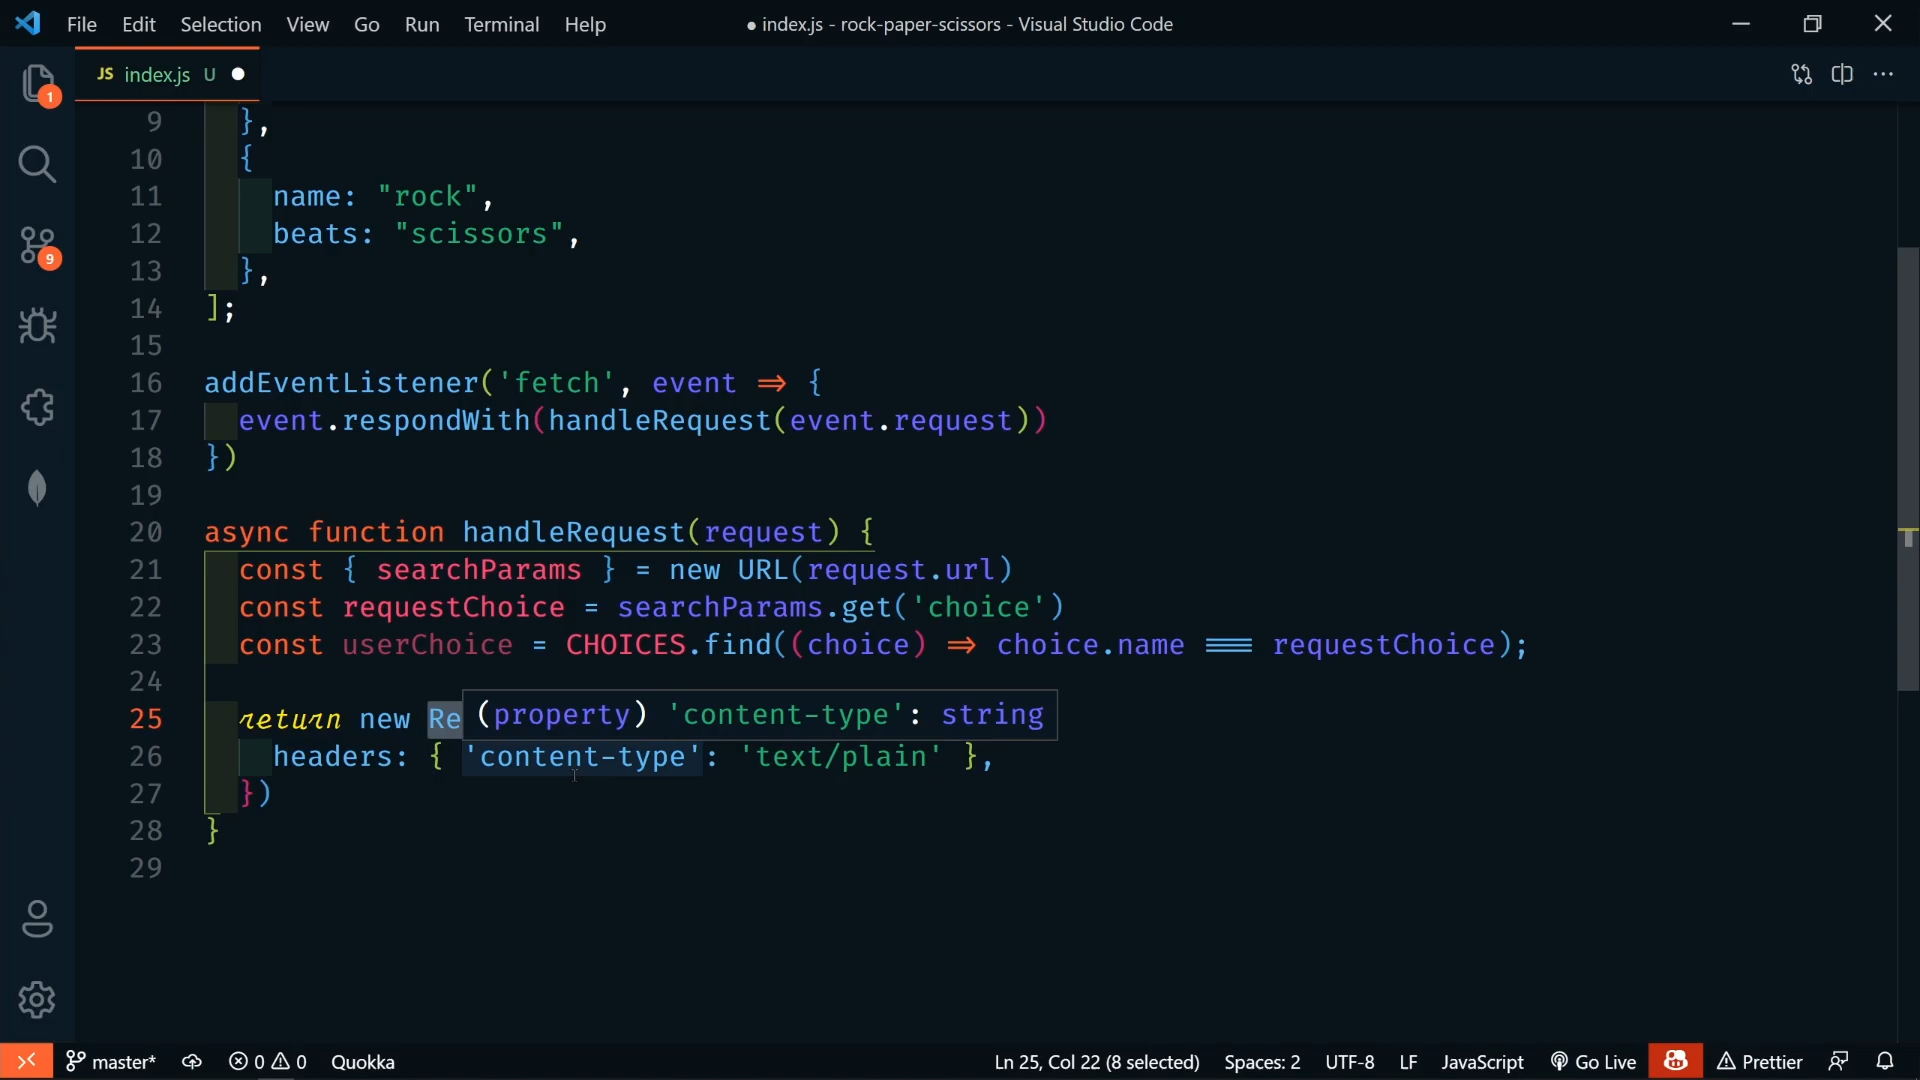 File Edit Selection View Go Run Terminal Help ● index.js - rock-paper-scissors - Visual Studio Code
JS index.js U ●
9 },
10 {
11 name: "rock",
12 beats: "scissors",
13 },
14 ];
15
16 addEventListener('fetch', event => {
17 event.respondWith(handleRequest(event.request))
18 })
19
20 async function handleRequest(request) {
21 const { searchParams } = new URL(request.url)
22 const requestChoice = searchParams.get('choice')
23 const userChoice = CHOICES.find((choice) => choice.name === requestChoice);
24
25 return new Re (property) 'content-type': string
26 headers: { 'content-type': 'text/plain' },
27 })
28 }
29
1
9
master* 0 0 Quokka Ln 25, Col 22 (8 selected) Spaces: 2 UTF-8 LF JavaScript Go Live Prettier